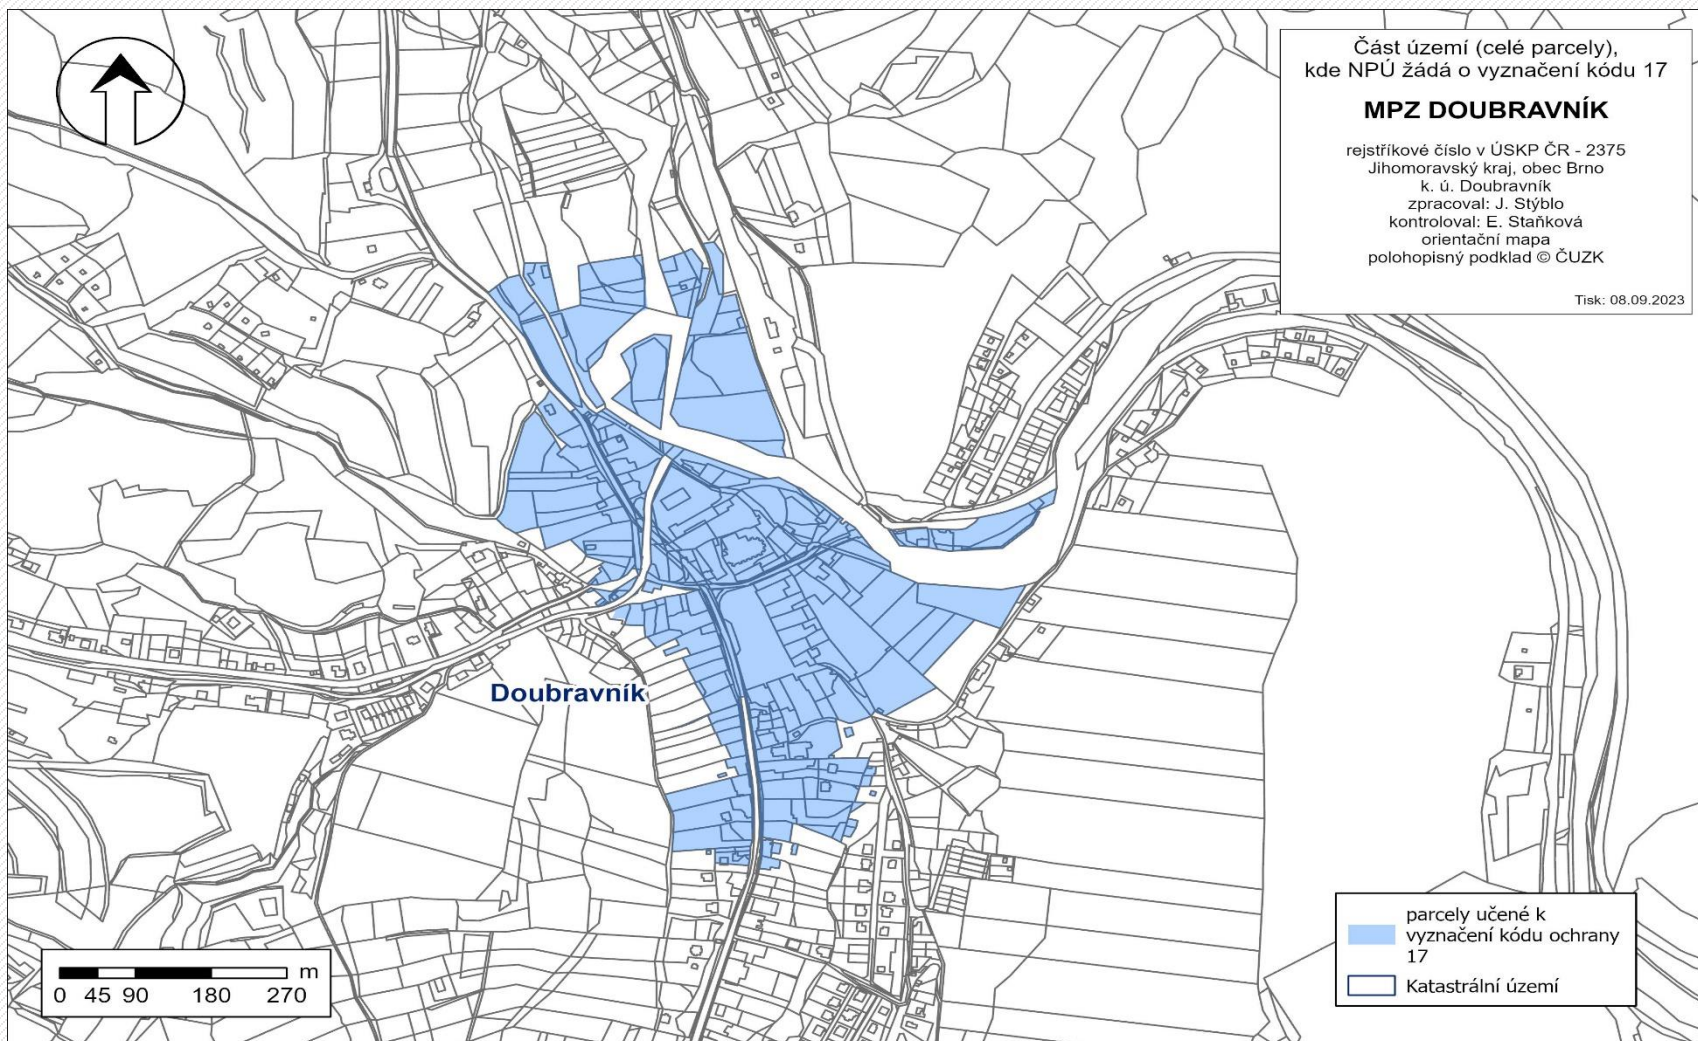 Část území (celé parcely),
kde NPÚ žádá o vyznačení kódu 17
MPZ DOUBRAVNÍK
rejstříkové číslo v ÚSKP ČR - 2375
Jihomoravský kraj, obec Brno
k. ú. Doubravník
zpracoval: J. Stýblo
kontroloval: E. Staňková
orientační mapa
polohopisný podklad © ČUZK
Tisk: 08.09.2023
Doubravník
m
0 45 90 180 270
parcely učené k
vyznačení kódu ochrany
17
Katastrální území